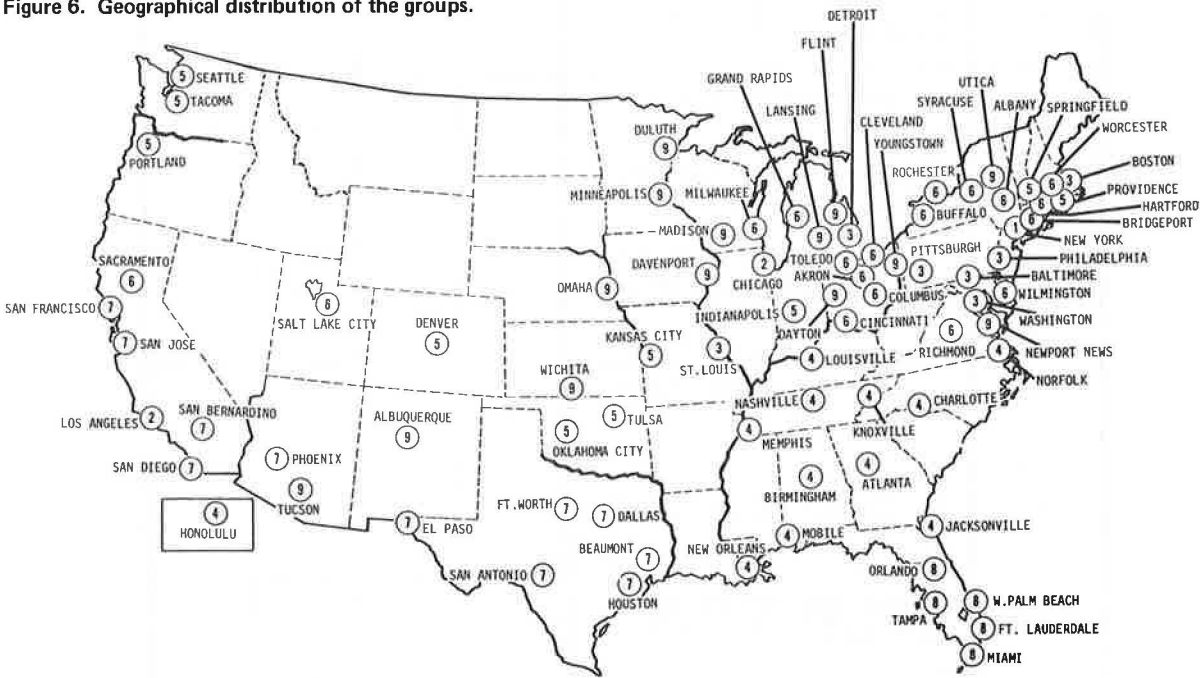 Figure 6. Geographical distribution of the groups.
DETROIT
FLINT
GRAND RAPIDS
UTICA
LANSING
SYRACUSE
ALBANY
SPRINGFIELD
CLEVELAND
WORCESTER
YOUNGSTOWN
5 SEATTLE
5 TACOMA
DULUTH
9
5
PORTLAND
BOSTON
ROCHESTER
6
6
9
5
6
3
PROVIDENCE
MINNEAPOLIS 9
MILWAUKEE
6
9
6
6
5
HARTFORD
6 BUFFALO
1
6
BRIDGEPORT
MADISON 9
6
9
3
NEW YORK
PITTSBURGH
3
PHILADELPHIA
SACRAMENTO
6
DAVENPORT
9
2
CHICAGO
TOLEDO 6
6
9
3
3
BALTIMORE
AKRON 6
OMAHA 9
9
6 COLUMBUS
6 WILMINGTON
3
WASHINGTON
SAN FRANCISCO 7
6
SALT LAKE CITY
INDIANAPOLIS 5
DAYTON
6 CINCINNATI
6
RICHMOND
9
NEWPORT NEWS
DENVER
5
KANSAS CITY
5
7 SAN JOSE
3
ST.LOUIS
4 LOUISVILLE
4
NORFOLK
WICHITA
9
NASHVILLE 4
4
KNOXVILLE
4 CHARLOTTE
LOS ANGELES 2
SAN BERNARDINO
7
ALBUQUERQUE
9
5 TULSA
5
OKLAHOMA CITY
4
MEMPHIS
SAN DIEGO 7
7 PHOENIX
4
BIRMINGHAM
4
ATLANTA
9
TUCSON
4
HONOLULU
7 EL PASO
FT.WORTH 7
7 DALLAS
4 MOBILE
4 JACKSONVILLE
BEAUMONT
7
NEW ORLEANS
4
SAN ANTONIO 7
7
HOUSTON
ORLANDO 8
8
TAMPA
8 W.PALM BEACH
8 FT. LAUDERDALE
8 MIAMI